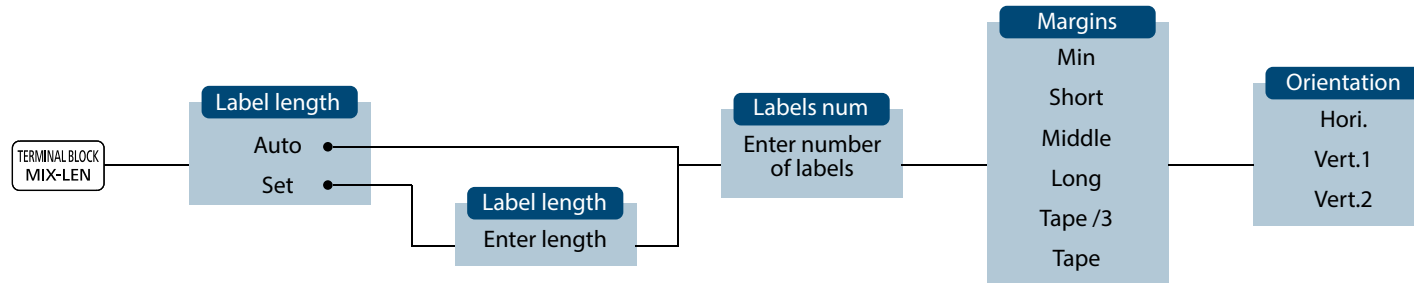 TERMINAL BLOCK
MIX-LEN
Label length
Auto
Set
Label length
Enter length
Labels num
Enter number
of labels
Margins
Min
Short
Middle
Long
Tape /3
Tape
Orientation
Hori.
Vert.1
Vert.2